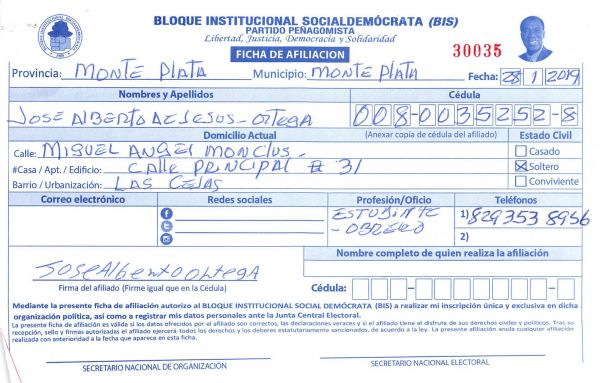 BLOQUE INSTITUCIONAL SOCIALDEMÓCRATA (BIS)
PARTIDO PEÑAGOMISTA
Libertad, Justicia, Democracia y Solidaridad
FICHA DE AFILIACION
30035
Provincia: MONTE PLATA Municipio: MONTE PLATA Fecha: 28 1 2019
Nombres y Apellidos Cédula
JOSE ALBERTO DE JESUS - ORTEGA 008-0035252-8
Domicilio Actual (Anexar copia de cédula del afiliado) Estado Civil
Calle: MIGUEL ANGEL MONCLUS - Casado
#Casa / Apt. / Edificio: CALLE PRINCIPAL # 31 Soltero
Barrio / Urbanización: LAS CEJAS Conviviente
Correo electrónico Redes sociales Profesión/Oficio Teléfonos
ESTUDINTE 1) 829 353 8956
- OBRERO 2)
Nombre completo de quien realiza la afiliación
Jose Alberto Ortega
Firma del afiliado (Firme igual que en la Cédula) Cédula:
Mediante la presente ficha de afiliación autorizo al BLOQUE INSTITUCIONAL SOCIAL DEMÓCRATA (BIS) a realizar mi inscripción única y exclusiva en dicha
organización política, así como a registrar mis datos personales ante la Junta Central Electoral.
La presente ficha de afiliación es válida si los datos ofrecidos por el afiliado son correctos, las declaraciones veraces y si el afiliado tiene el disfrute de sus derechos civiles y políticos. Tras su
recepción, sello y firmas autorizadas el afiliado ejercerá todos los derechos y los deberes estatutariamente sancionados, de acuerdo a la ley. La presente afiliación anula cualquier afiliación
realizada con anterioridad a la fecha que aparece en esta ficha.
SECRETARIO NACIONAL DE ORGANIZACIÓN SECRETARIO NACIONAL ELECTORAL